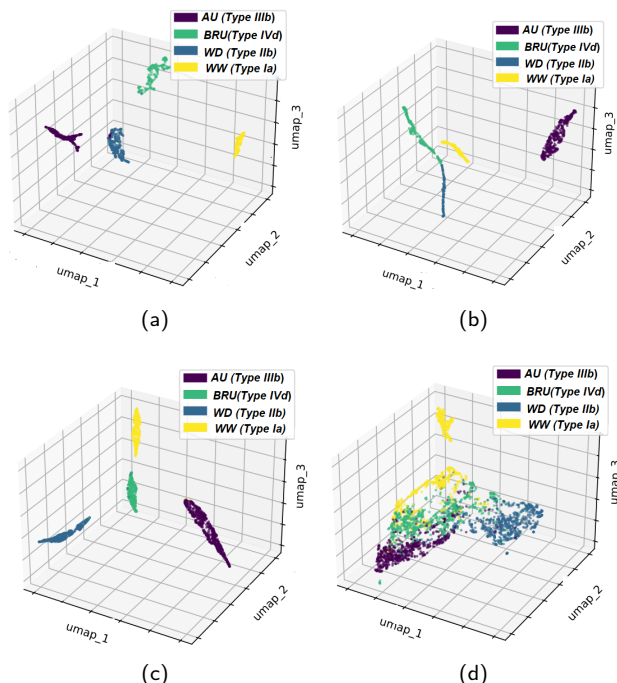 AU (Type IIIb)
BRU(Type IVd)
WD (Type IIb)
WW (Type Ia)
umap_3
umap_2
umap_1
(a)
AU (Type IIIb)
BRU(Type IVd)
WD (Type IIb)
WW (Type Ia)
umap_3
umap_2
umap_1
(b)
AU (Type IIIb)
BRU(Type IVd)
WD (Type IIb)
WW (Type Ia)
umap_3
umap_2
umap_1
(c)
AU (Type IIIb)
BRU(Type IVd)
WD (Type IIb)
WW (Type Ia)
umap_3
umap_2
umap_1
(d)